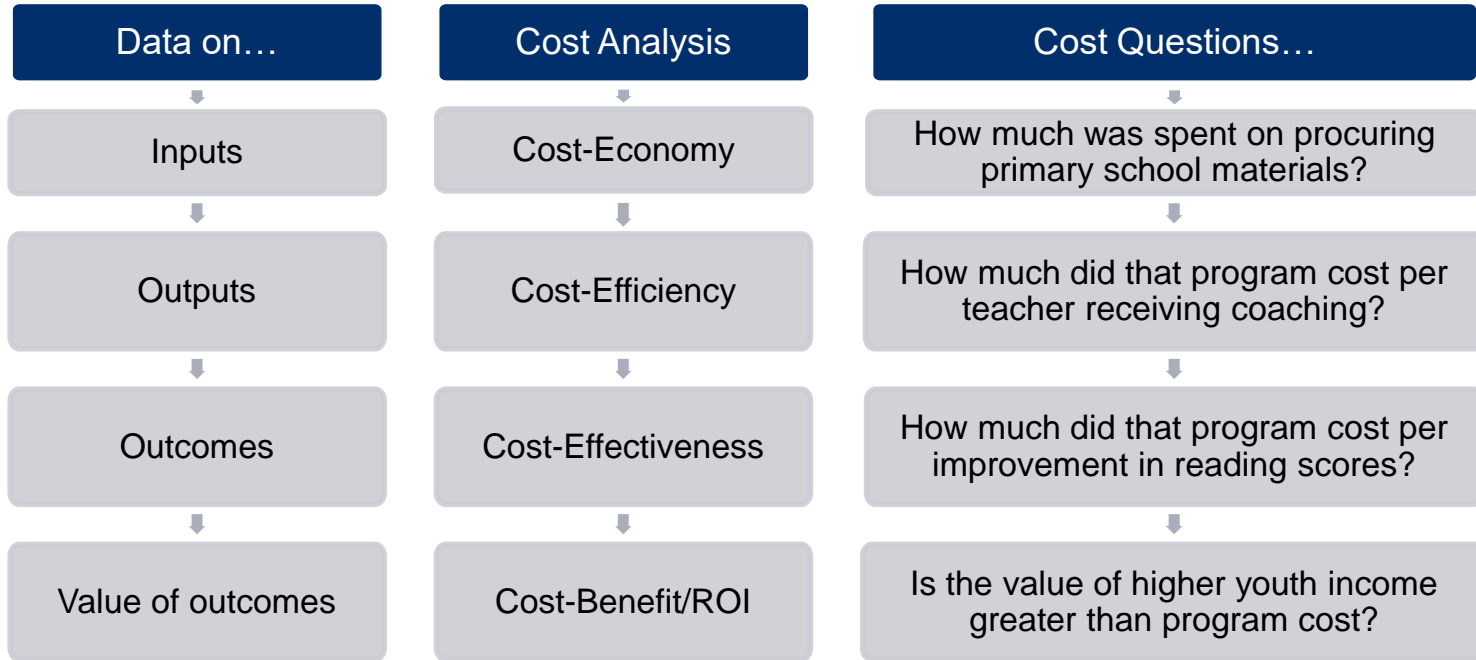 Data on…
Cost Analysis
Cost Questions…
Inputs
Cost-Economy
How much was spent on procuring
primary school materials?
Outputs
Cost-Efficiency
How much did that program cost per
teacher receiving coaching?
Outcomes
Cost-Effectiveness
How much did that program cost per
improvement in reading scores?
Value of outcomes
Cost-Benefit/ROI
Is the value of higher youth income
greater than program cost?